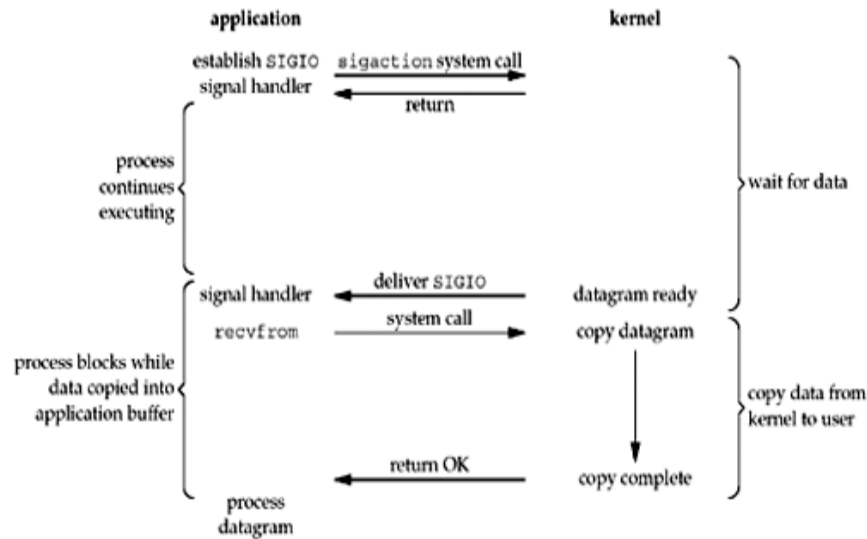 application kernel
establish SIGIO sigaction system call
signal handler
return
process
continues
executing
wait for data
deliver SIGIO
signal handler datagram ready
system call
recvfrom copy datagram
process blocks while
data copied into
application buffer
copy data from
kernel to user
return OK
copy complete
process
datagram